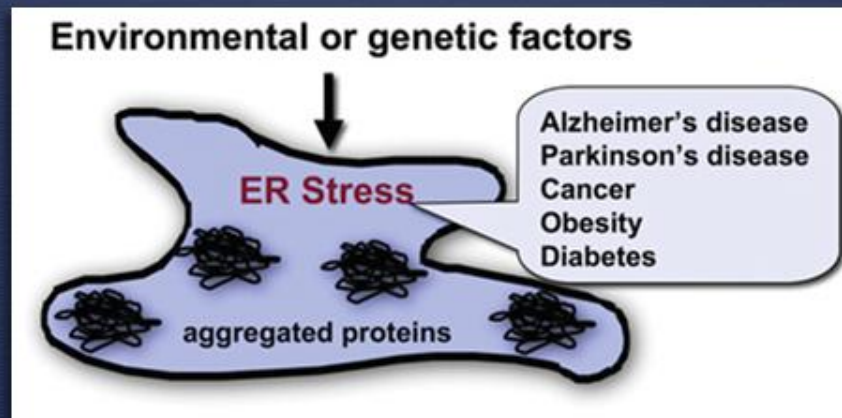 Environmental or genetic factors
ER Stress
Alzheimer's disease
Parkinson's disease
Cancer
Obesity
Diabetes
aggregated proteins